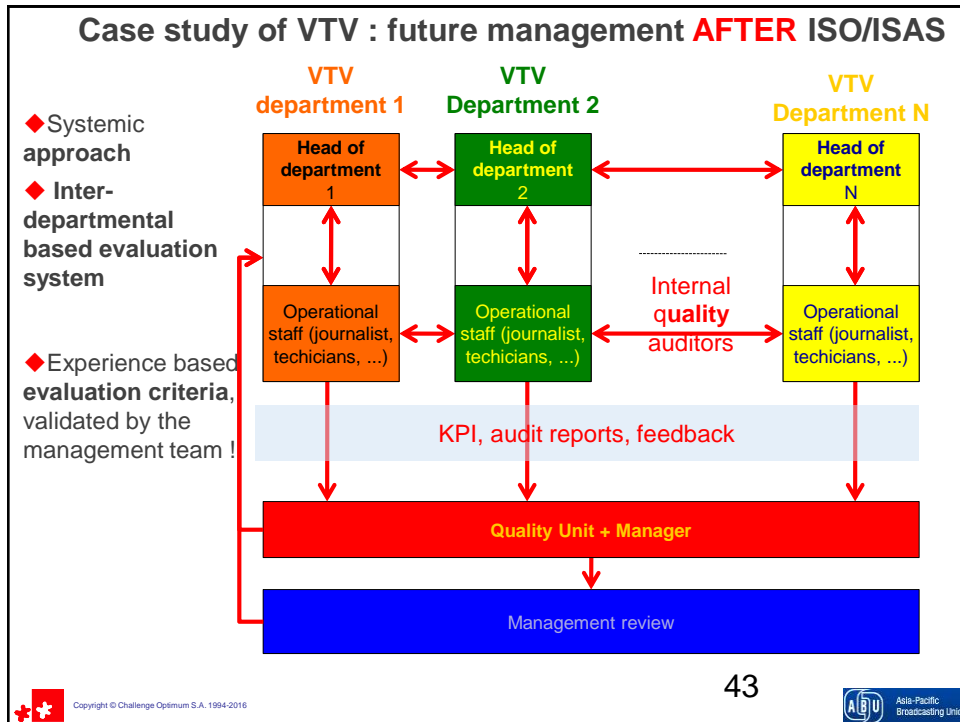 Case study of VTV : future management AFTER ISO/ISAS
VTV
department 1
VTV
Department 2
VTV
Department N
◆Systemic
approach
◆ Inter-
departmental
based evaluation
system
◆Experience based
evaluation criteria,
validated by the
management team !
Head of
department
1
Head of
department
2
Head of
department
N
-----------------------
Internal
quality
auditors
Operational
staff (journalist,
techicians, ...)
Operational
staff (journalist,
techicians, ...)
Operational
staff (journalist,
techicians, ...)
KPI, audit reports, feedback
Quality Unit + Manager
Management review
43
Copyright © Challenge Optimum S.A. 1994-2016
ABU
Asia-Pacific
Broadcasting Unio